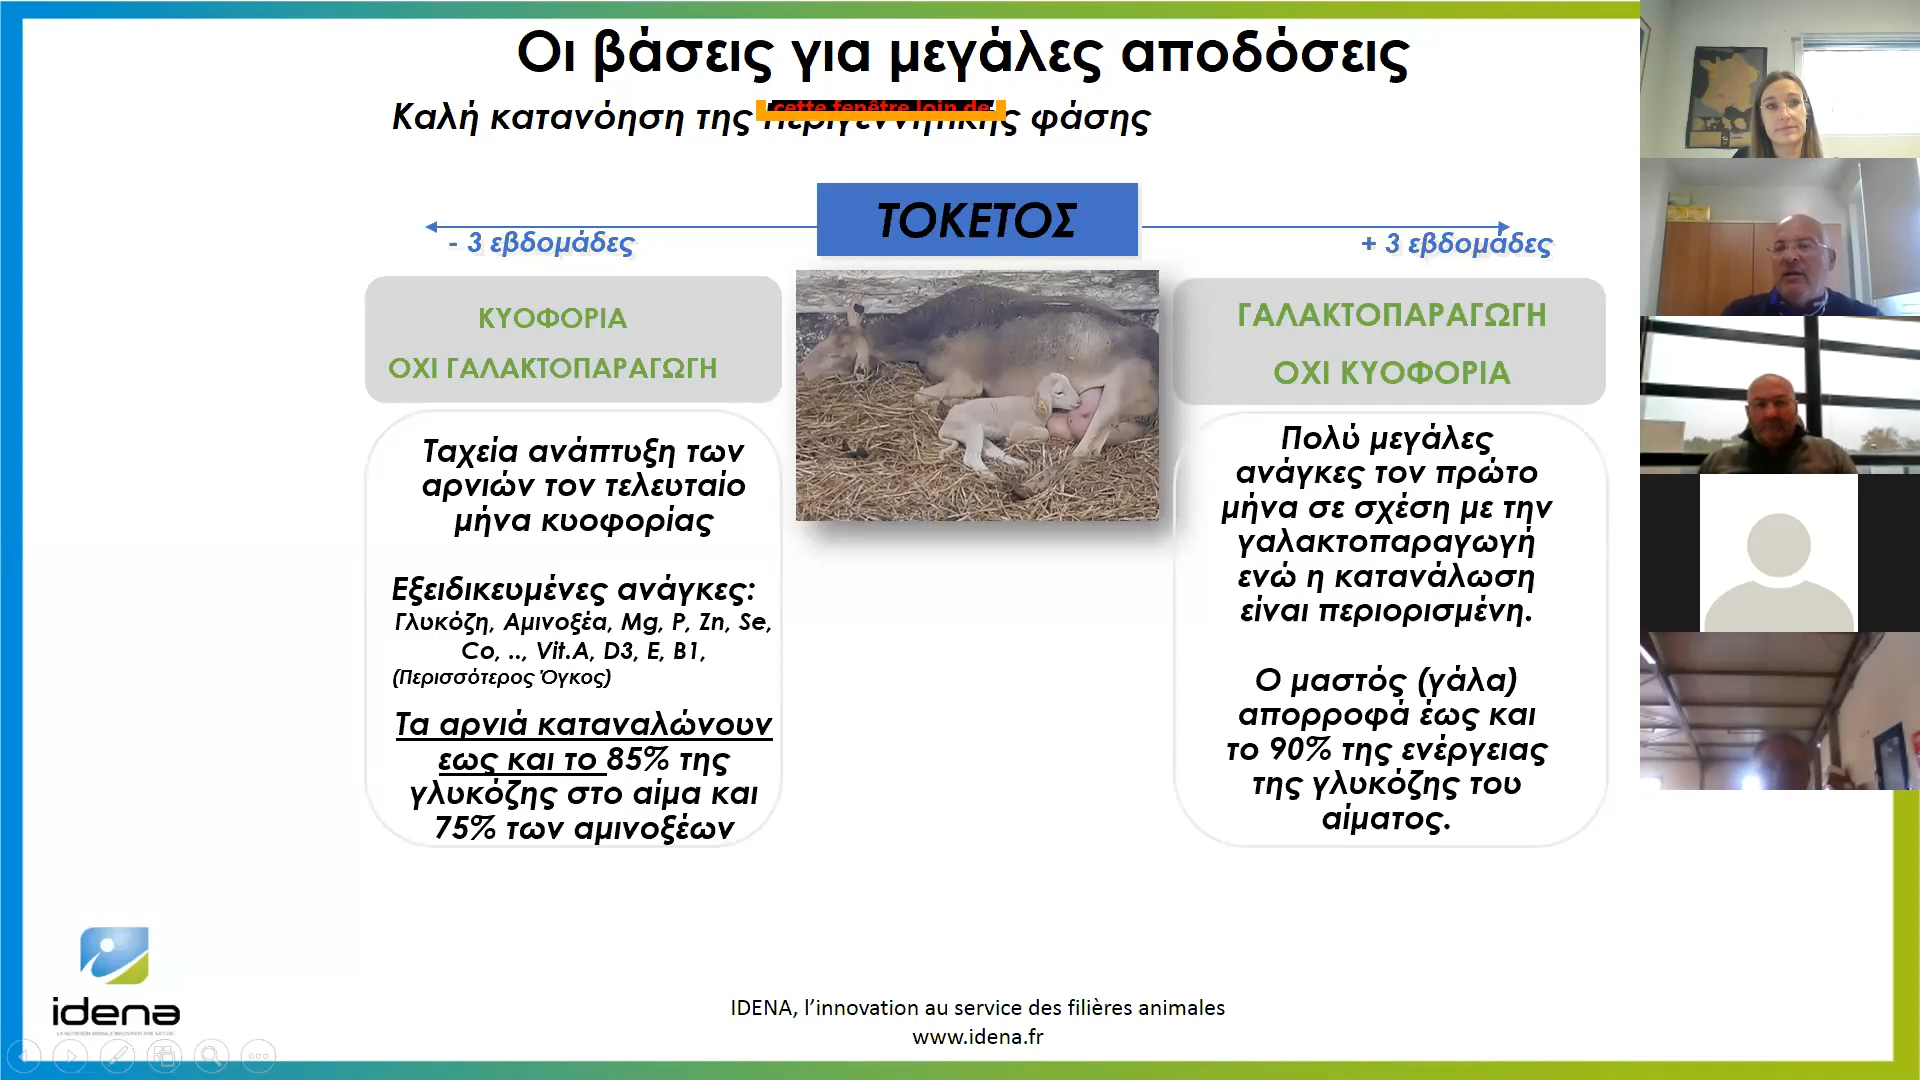 Οι βάσεις για μεγάλες αποδόσεις
Καλή κατανόηση της περιγεννητικής φάσης
cette fenêtre loin de
ΤΟΚΕΤΟΣ
- 3 εβδομάδες
+ 3 εβδομάδες
ΚΥΟΦΟΡΙΑ
ΟΧΙ ΓΑΛΑΚΤΟΠΑΡΑΓΩΓΗ
Ταχεία ανάπτυξη των
αρνιών τον τελευταίο
μήνα κυοφορίας
Εξειδικευμένες ανάγκες:
Γλυκόζη, Αμινοξέα, Mg, P, Zn, Se,
Co, .., Vit.A, D3, E, B1,
(Περισσότερος Όγκος)
Τα αρνιά καταναλώνουν
εως και το 85% της
γλυκόζης στο αίμα και
75% των αμινοξέων
ΓΑΛΑΚΤΟΠΑΡΑΓΩΓΗ
ΟΧΙ ΚΥΟΦΟΡΙΑ
Πολύ μεγάλες
ανάγκες τον πρώτο
μήνα σε σχέση με την
γαλακτοπαραγωγή
ενώ η κατανάλωση
είναι περιορισμένη.
Ο μαστός (γάλα)
απορροφά έως και
το 90% της ενέργειας
της γλυκόζης του
αίματος.
idena
IDENA, l’innovation au service des filières animales
www.idena.fr